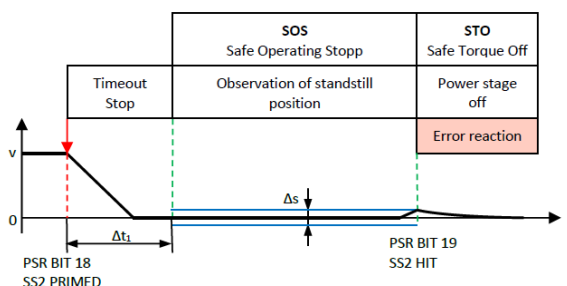 SOS
Safe Operating Stopp
STO
Safe Torque Off
Timeout
Stop
Observation of standstill
position
Power stage
off
Error reaction
v
Δs
0
Δt₁
PSR BIT 18
SS2 PRIMED
PSR BIT 19
SS2 HIT